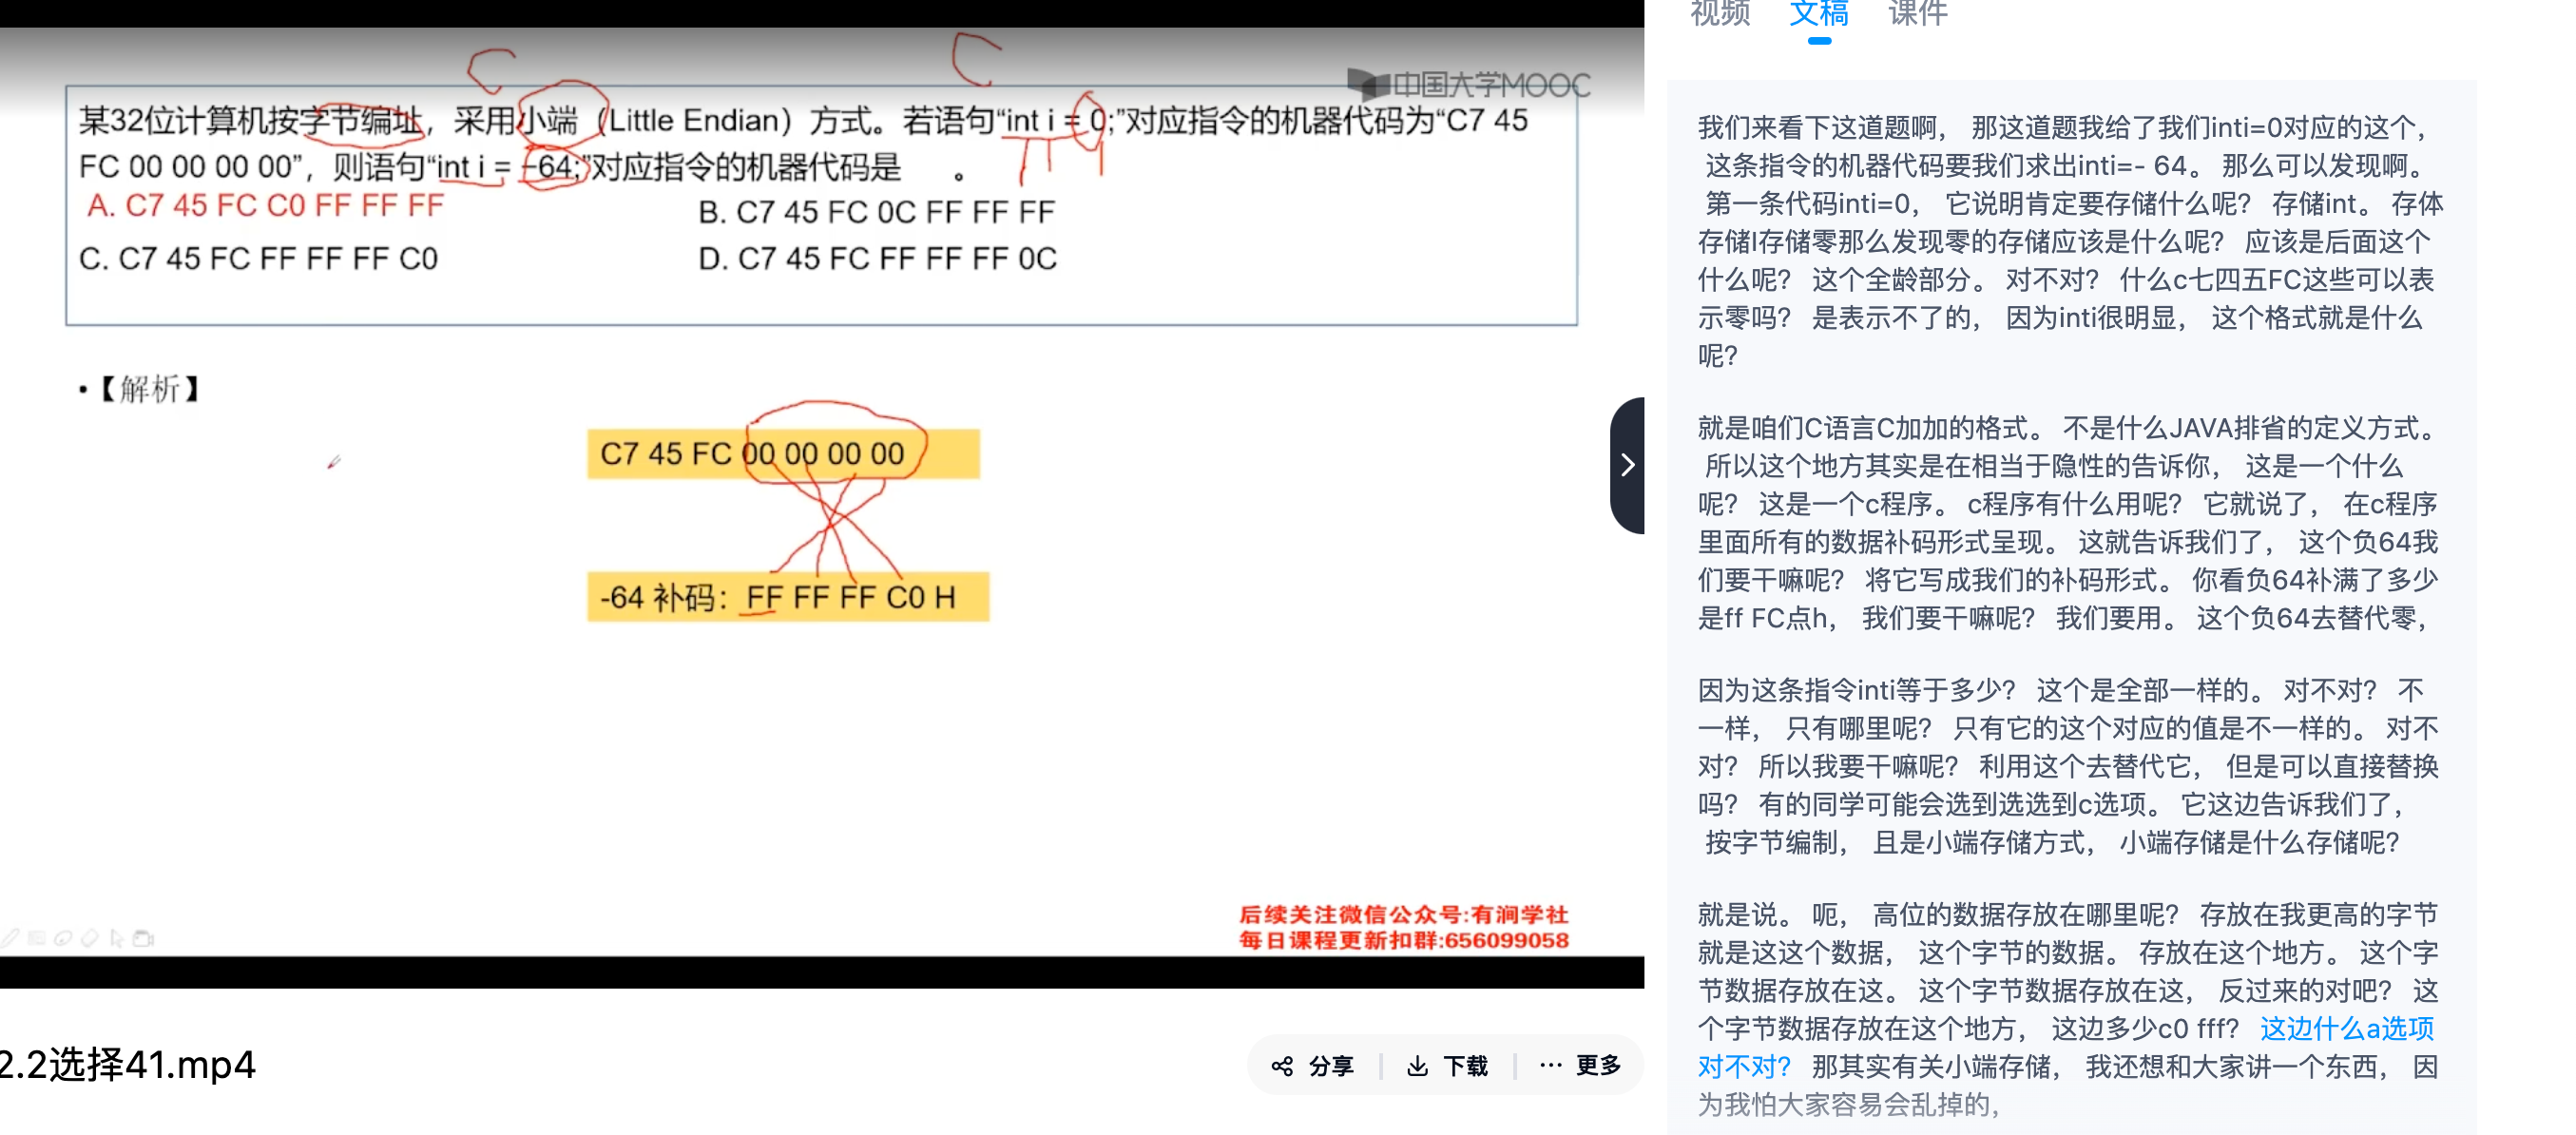 中国大学MOOC
某32位计算机按字节编址，采用小端（Little Endian）方式。若语句“int i = 0;”对应指令的机器代码为“C7 45
FC 00 00 00 00”，则语句“int i = -64;”对应指令的机器代码是 。
A. C7 45 FC C0 FF FF FF
B. C7 45 FC 0C FF FF FF
C. C7 45 FC FF FF FF C0
D. C7 45 FC FF FF FF 0C
•【解析】
C7 45 FC 00 00 00 00
-64 补码：FF FF FF C0 H
后续关注微信公众号:有涧学社
每日课程更新扣群:656099058
2.2选择41.mp4
分享
下载
更多
视频
文稿
课件
我们来看下这道题啊， 那这道题我给了我们inti=0对应的这个，
这条指令的机器代码要我们求出inti=- 64。 那么可以发现啊。
第一条代码inti=0， 它说明肯定要存储什么呢? 存储int。 存体
存储I存储零那么发现零的存储应该是什么呢? 应该是后面这个
什么呢? 这个全龄部分。 对不对? 什么c七四五FC这些可以表
示零吗? 是表示不了的， 因为inti很明显， 这个格式就是什么
呢?
就是咱们C语言C加加的格式。 不是什么JAVA排省的定义方式。
所以这个地方其实是在相当于隐性的告诉你， 这是一个什么
呢? 这是一个c程序。 c程序有什么用呢? 它就说了， 在c程序
里面所有的数据补码形式呈现。 这就告诉我们了， 这个负64我
们要干嘛呢? 将它写成我们的补码形式。 你看负64补满了多少
是ff FC点h， 我们要干嘛呢? 我们要用。 这个负64去替代零，
因为这条指令inti等于多少? 这个是全部一样的。 对不对? 不
一样， 只有哪里呢? 只有它的这个对应的值是不一样的。 对不
对? 所以我要干嘛呢? 利用这个去替代它， 但是可以直接替换
吗? 有的同学可能会选到选选到c选项。 它这边告诉我们了，
按字节编制， 且是小端存储方式， 小端存储是什么存储呢?
就是说。 呃， 高位的数据存放在哪里呢? 存放在我更高的字节
就是这这个数据， 这个字节的数据。 存放在这个地方。 这个字
节数据存放在这。 这个字节数据存放在这， 反过来的对吧? 这
个字节数据存放在这个地方， 这边多少c0 fff? 这边什么a选项
对不对? 那其实有关小端存储， 我还想和大家讲一个东西， 因
为我怕大家容易会乱掉的，